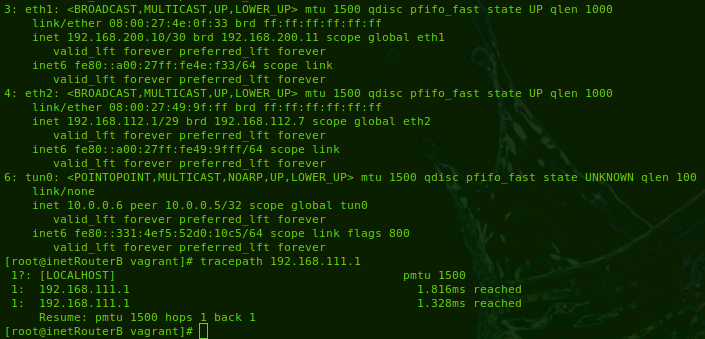 3: eth1: <BROADCAST,MULTICAST,UP,LOWER_UP> mtu 1500 qdisc pfifo_fast state UP qlen 1000
    link/ether 08:00:27:4e:0f:33 brd ff:ff:ff:ff:ff:ff
    inet 192.168.200.10/30 brd 192.168.200.11 scope global eth1
       valid_lft forever preferred_lft forever
    inet6 fe80::a00:27ff:fe4e:f33/64 scope link
       valid_lft forever preferred_lft forever
4: eth2: <BROADCAST,MULTICAST,UP,LOWER_UP> mtu 1500 qdisc pfifo_fast state UP qlen 1000
    link/ether 08:00:27:49:9f:ff brd ff:ff:ff:ff:ff:ff
    inet 192.168.112.1/29 brd 192.168.112.7 scope global eth2
       valid_lft forever preferred_lft forever
    inet6 fe80::a00:27ff:fe49:9fff/64 scope link
       valid_lft forever preferred_lft forever
6: tun0: <POINTOPOINT,MULTICAST,NOARP,UP,LOWER_UP> mtu 1500 qdisc pfifo_fast state UNKNOWN qlen 100
    link/none
    inet 10.0.0.6 peer 10.0.0.5/32 scope global tun0
       valid_lft forever preferred_lft forever
    inet6 fe80::331:4ef5:52d0:10c5/64 scope link flags 800
       valid_lft forever preferred_lft forever
[root@inetRouterB vagrant]# tracepath 192.168.111.1
 1?: [LOCALHOST]                                         pmtu 1500
 1:  192.168.111.1                                         1.816ms reached
 1:  192.168.111.1                                         1.328ms reached
     Resume: pmtu 1500 hops 1 back 1
[root@inetRouterB vagrant]#